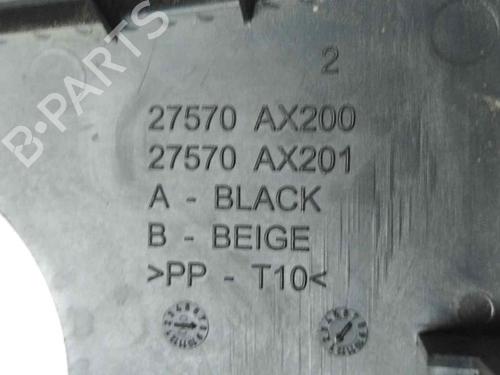 2
27570 AX200
27570 AX201
A - BLACK
B - BEIGE
>PP - T10<
B-PARTS